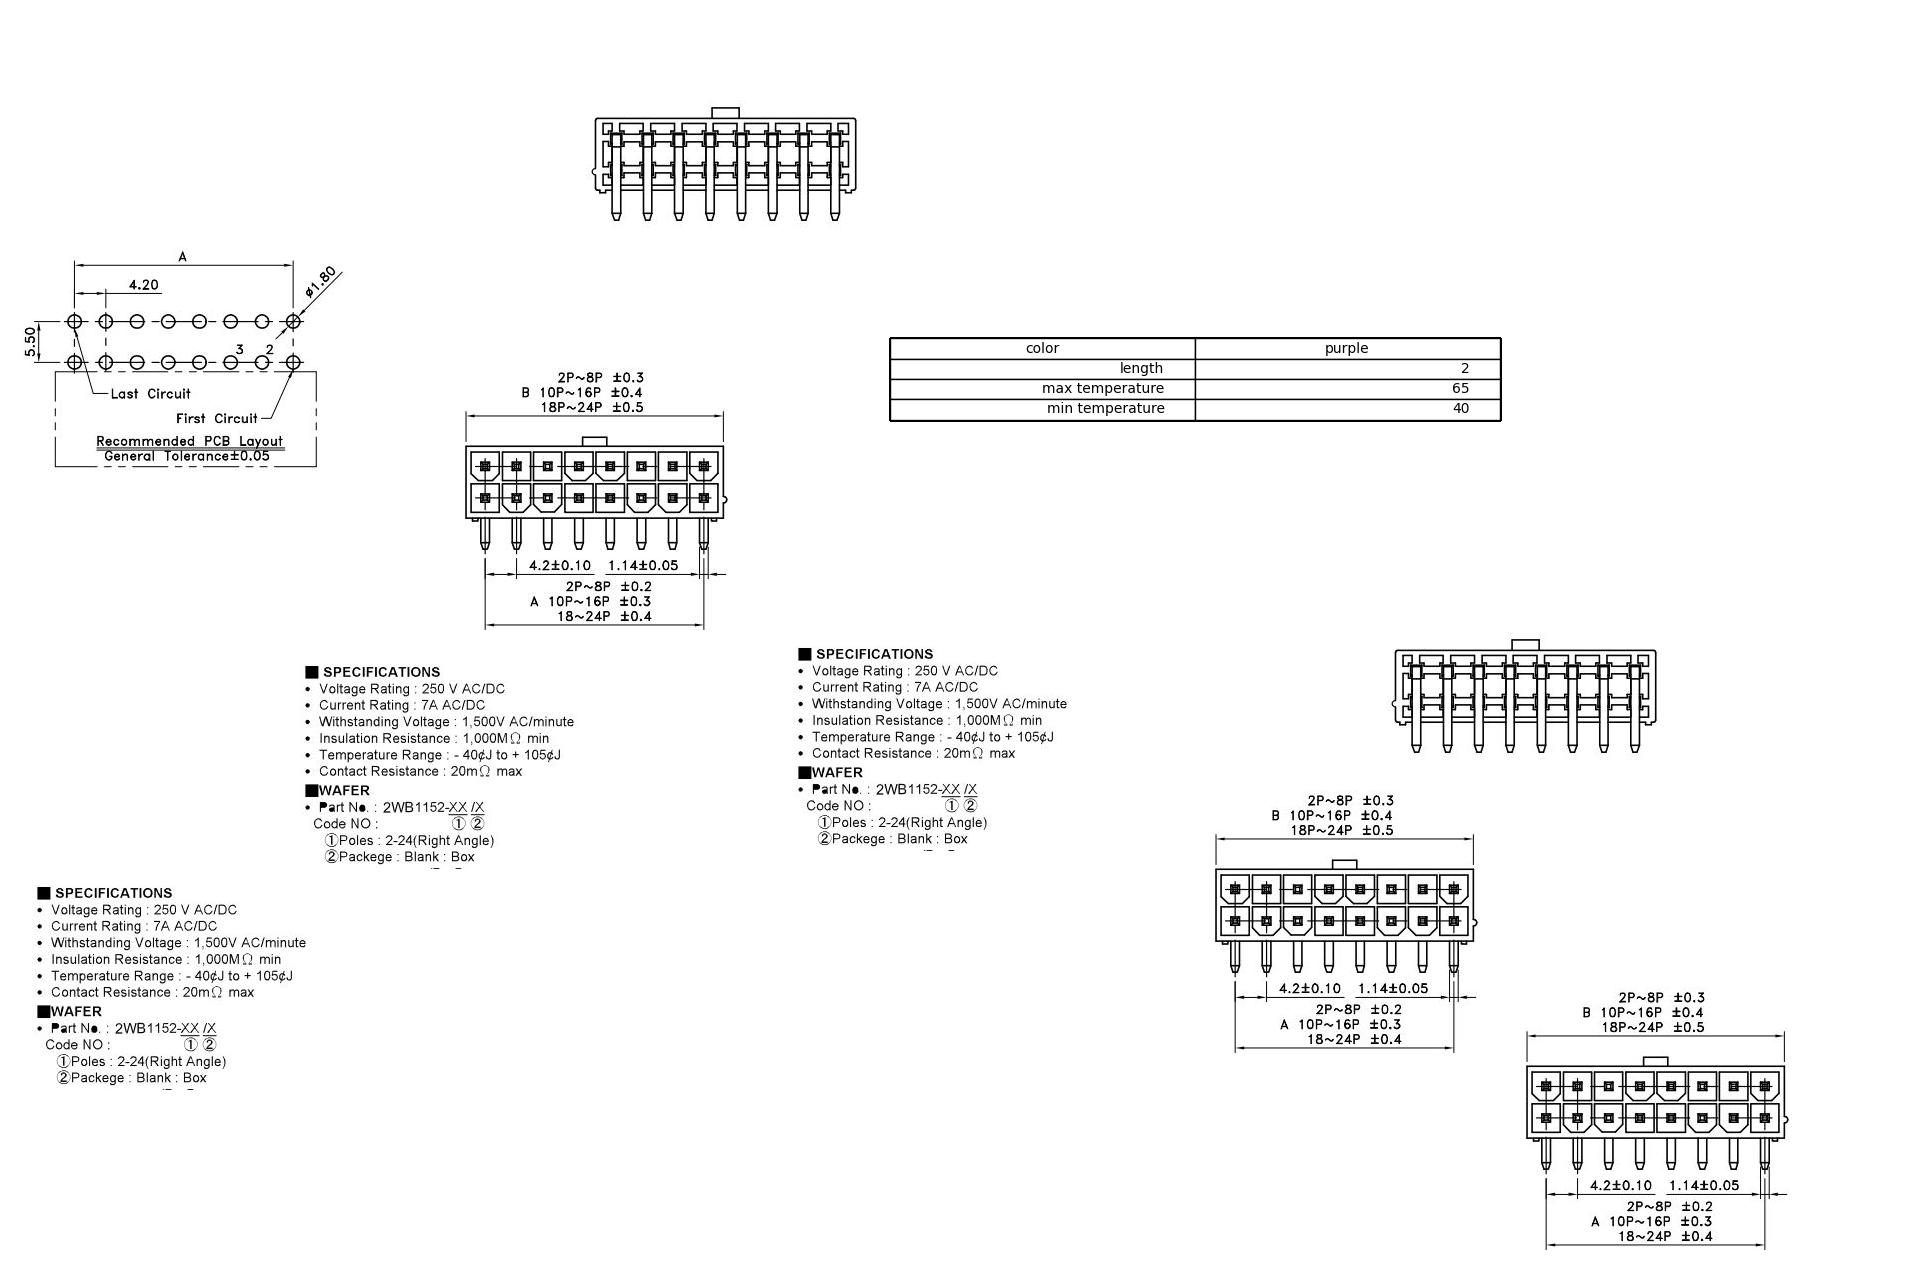 A
4.20
ø1.80
5.50
3 2
Last Circuit
First Circuit
Recommended PCB Layout
General Tolerance±0.05
2P~8P ±0.3
B 10P~16P ±0.4
18P~24P ±0.5
4.2±0.10 1.14±0.05
2P~8P ±0.2
A 10P~16P ±0.3
18~24P ±0.4
color purple
length 2
max temperature 65
min temperature 40
■ SPECIFICATIONS
• Voltage Rating : 250 V AC/DC
• Current Rating : 7A AC/DC
• Withstanding Voltage : 1,500V AC/minute
• Insulation Resistance : 1,000MΩ min
• Temperature Range : - 40¢J to + 105¢J
• Contact Resistance : 20mΩ max
■WAFER
• Part No. : 2WB1152-XX /X
Code NO : ① ②
①Poles : 2-24(Right Angle)
②Packege : Blank : Box
■ SPECIFICATIONS
• Voltage Rating : 250 V AC/DC
• Current Rating : 7A AC/DC
• Withstanding Voltage : 1,500V AC/minute
• Insulation Resistance : 1,000MΩ min
• Temperature Range : - 40¢J to + 105¢J
• Contact Resistance : 20mΩ max
■WAFER
• Part No. : 2WB1152-XX /X
Code NO : ① ②
①Poles : 2-24(Right Angle)
②Packege : Blank : Box
■ SPECIFICATIONS
• Voltage Rating : 250 V AC/DC
• Current Rating : 7A AC/DC
• Withstanding Voltage : 1,500V AC/minute
• Insulation Resistance : 1,000MΩ min
• Temperature Range : - 40¢J to + 105¢J
• Contact Resistance : 20mΩ max
■WAFER
• Part No. : 2WB1152-XX /X
Code NO : ① ②
①Poles : 2-24(Right Angle)
②Packege : Blank : Box
2P~8P ±0.3
B 10P~16P ±0.4
18P~24P ±0.5
4.2±0.10 1.14±0.05
2P~8P ±0.2
A 10P~16P ±0.3
18~24P ±0.4
2P~8P ±0.3
B 10P~16P ±0.4
18P~24P ±0.5
4.2±0.10 1.14±0.05
2P~8P ±0.2
A 10P~16P ±0.3
18~24P ±0.4